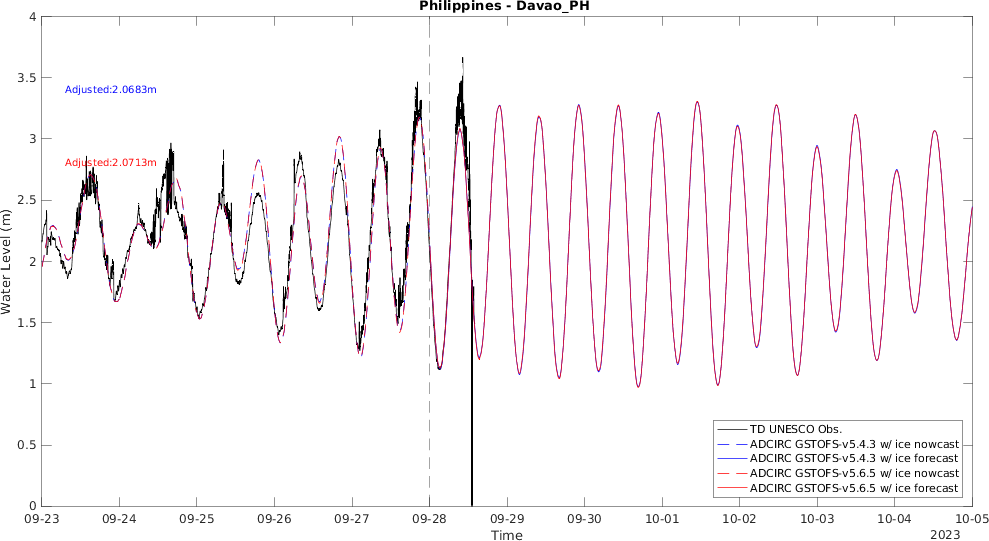 Philippines - Davao_PH
4
3.5
3
2.5
2
1.5
1
0.5
0
Water Level (m)
Adjusted:2.0683m
Adjusted:2.0713m
TD UNESCO Obs.
ADCIRC GSTOFS-v5.4.3 w/ ice nowcast
ADCIRC GSTOFS-v5.4.3 w/ ice forecast
ADCIRC GSTOFS-v5.6.5 w/ ice nowcast
ADCIRC GSTOFS-v5.6.5 w/ ice forecast
09-23 09-24 09-25 09-26 09-27 09-28 09-29 09-30 10-01 10-02 10-03 10-04 10-05
Time
2023